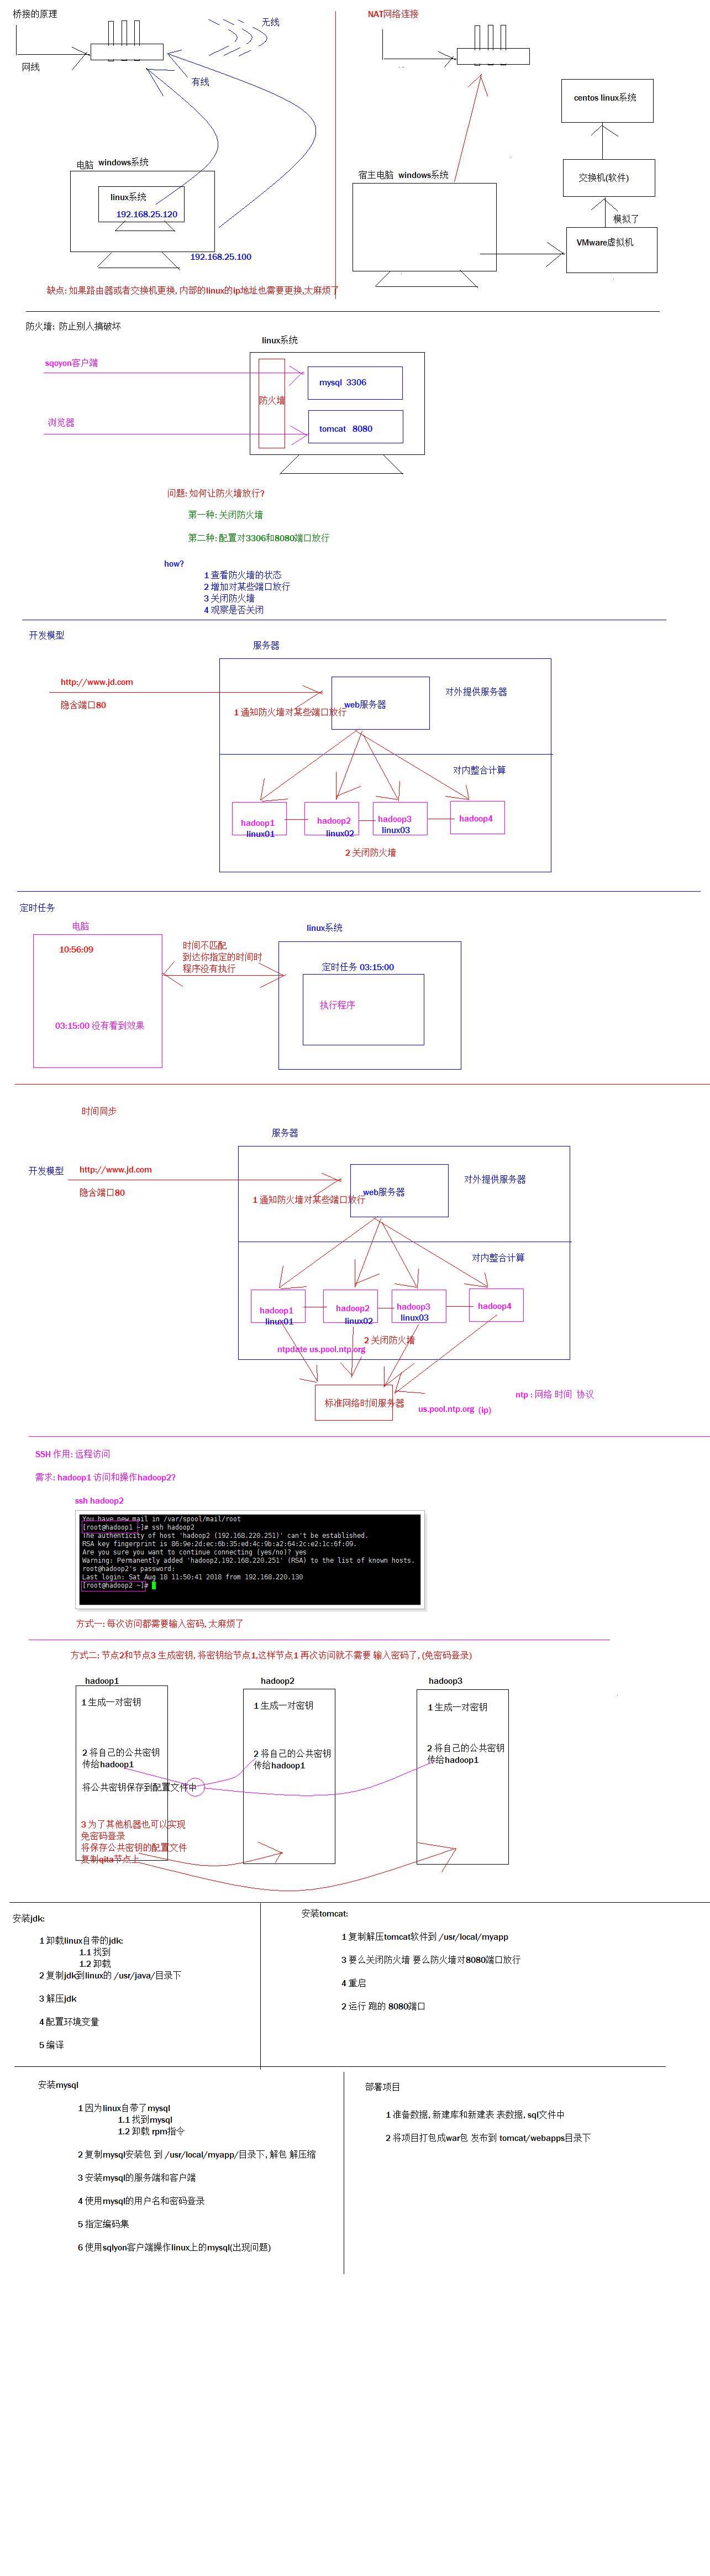 桥接的原理
无线
网线
有线
电脑 windows系统
linux系统
192.168.25.120
192.168.25.100
NAT网络连接
centos linux系统
交换机(软件)
模拟了
VMware虚拟机
宿主电脑 windows系统
缺点: 如果路由器或者交换机更换, 内部的linux的ip地址也需要更换,太麻烦了
防火墙: 防止别人搞破坏
linux系统
sqoyon客户端
防火墙
mysql 3306
浏览器
tomcat 8080
问题: 如何让防火墙放行?
第一种: 关闭防火墙
第二种: 配置对3306和8080端口放行
how?
1 查看防火墙的状态
2 增加对某些端口放行
3 关闭防火墙
4 观察是否关闭
开发模型
服务器
http://www.jd.com
隐含端口80
1 通知防火墙对某些端口放行
web服务器
对外提供服务器
对内整合计算
hadoop1
linux01
hadoop2
linux02
hadoop3
linux03
hadoop4
2 关闭防火墙
定时任务
电脑
10:56:09
03:15:00 没有看到效果
时间不匹配
到达你指定的时间时
程序没有执行
linux系统
定时任务 03:15:00
执行程序
时间同步
服务器
开发模型
http://www.jd.com
隐含端口80
1 通知防火墙对某些端口放行
web服务器
对外提供服务器
对内整合计算
hadoop1
linux01
hadoop2
linux02
hadoop3
linux03
hadoop4
2 关闭防火墙
ntpdate us.pool.ntp.org
标准网络时间服务器
us.pool.ntp.org (ip)
ntp : 网络 时间 协议
SSH 作用: 远程访问
需求: hadoop1 访问和操作hadoop2?
ssh hadoop2
You have new mail in /var/spool/mail/root
[root@hadoop1 ~]# ssh hadoop2
The authenticity of host 'hadoop2 (192.168.220.251)' can't be established.
RSA key fingerprint is 86:9e:2d:ec:6b:35:ed:4c:9b:a2:64:2c:e2:1c:6f:09.
Are you sure you want to continue connecting (yes/no)? yes
Warning: Permanently added 'hadoop2,192.168.220.251' (RSA) to the list of known hosts.
root@hadoop2's password:
Last login: Sat Aug 18 11:50:41 2018 from 192.168.220.130
[root@hadoop2 ~]#
方式一: 每次访问都需要输入密码, 太麻烦了
方式二: 节点2和节点3 生成密钥, 将密钥给节点1,这样节点1 再次访问就不需要 输入密码了, (免密码登录)
hadoop1
1 生成一对密钥
2 将自己的公共密钥
传给hadoop1
将公共密钥保存到配置文件中
3 为了其他机器也可以实现
免密码登录
将保存公共密钥的配置文件
复制qita节点上
hadoop2
1 生成一对密钥
2 将自己的公共密钥
传给hadoop1
hadoop3
1 生成一对密钥
2 将自己的公共密钥
传给hadoop1
安装jdk:
1 卸载linux自带的jdk:
1.1 找到
1.2 卸载
2 复制jdk到linux的 /usr/java/目录下
3 解压jdk
4 配置环境变量
5 编译
安装tomcat:
1 复制解压tomcat软件到 /usr/local/myapp
3 要么关闭防火墙 要么防火墙对8080端口放行
4 重启
2 运行 跑的 8080端口
安装mysql
1 因为linux自带了mysql
1.1 找到mysql
1.2 卸载 rpm指令
2 复制mysql安装包 到 /usr/local/myapp/目录下, 解包 解压缩
3 安装mysql的服务端和客户端
4 使用mysql的用户名和密码登录
5 指定编码集
6 使用sqlyon客户端操作linux上的mysql(出现问题)
部署项目
1 准备数据, 新建库和新建表 表数据, sql文件中
2 将项目打包成war包 发布到 tomcat/webapps目录下